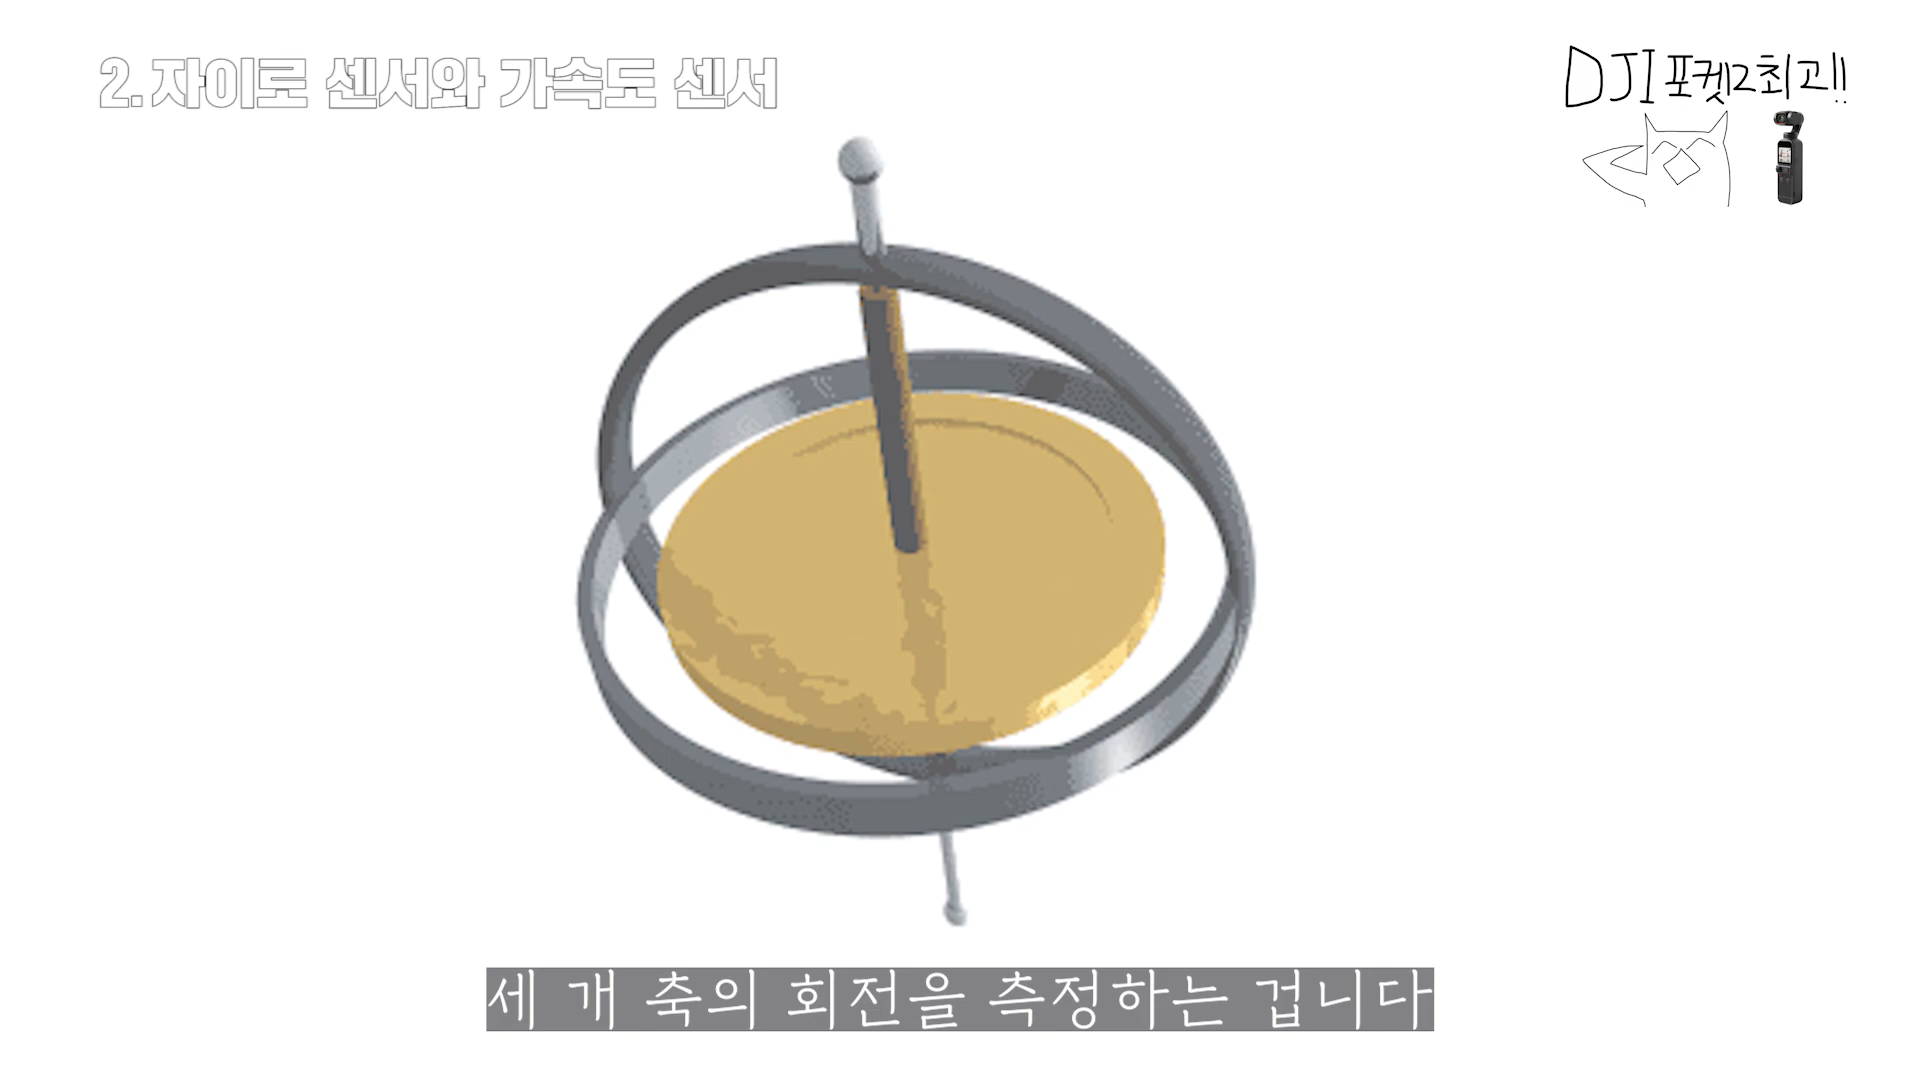 2. 자이로 센서와 가속도 센서
DJI 포켓2 최고!!
세 개 축의 회전을 측정하는 겁니다